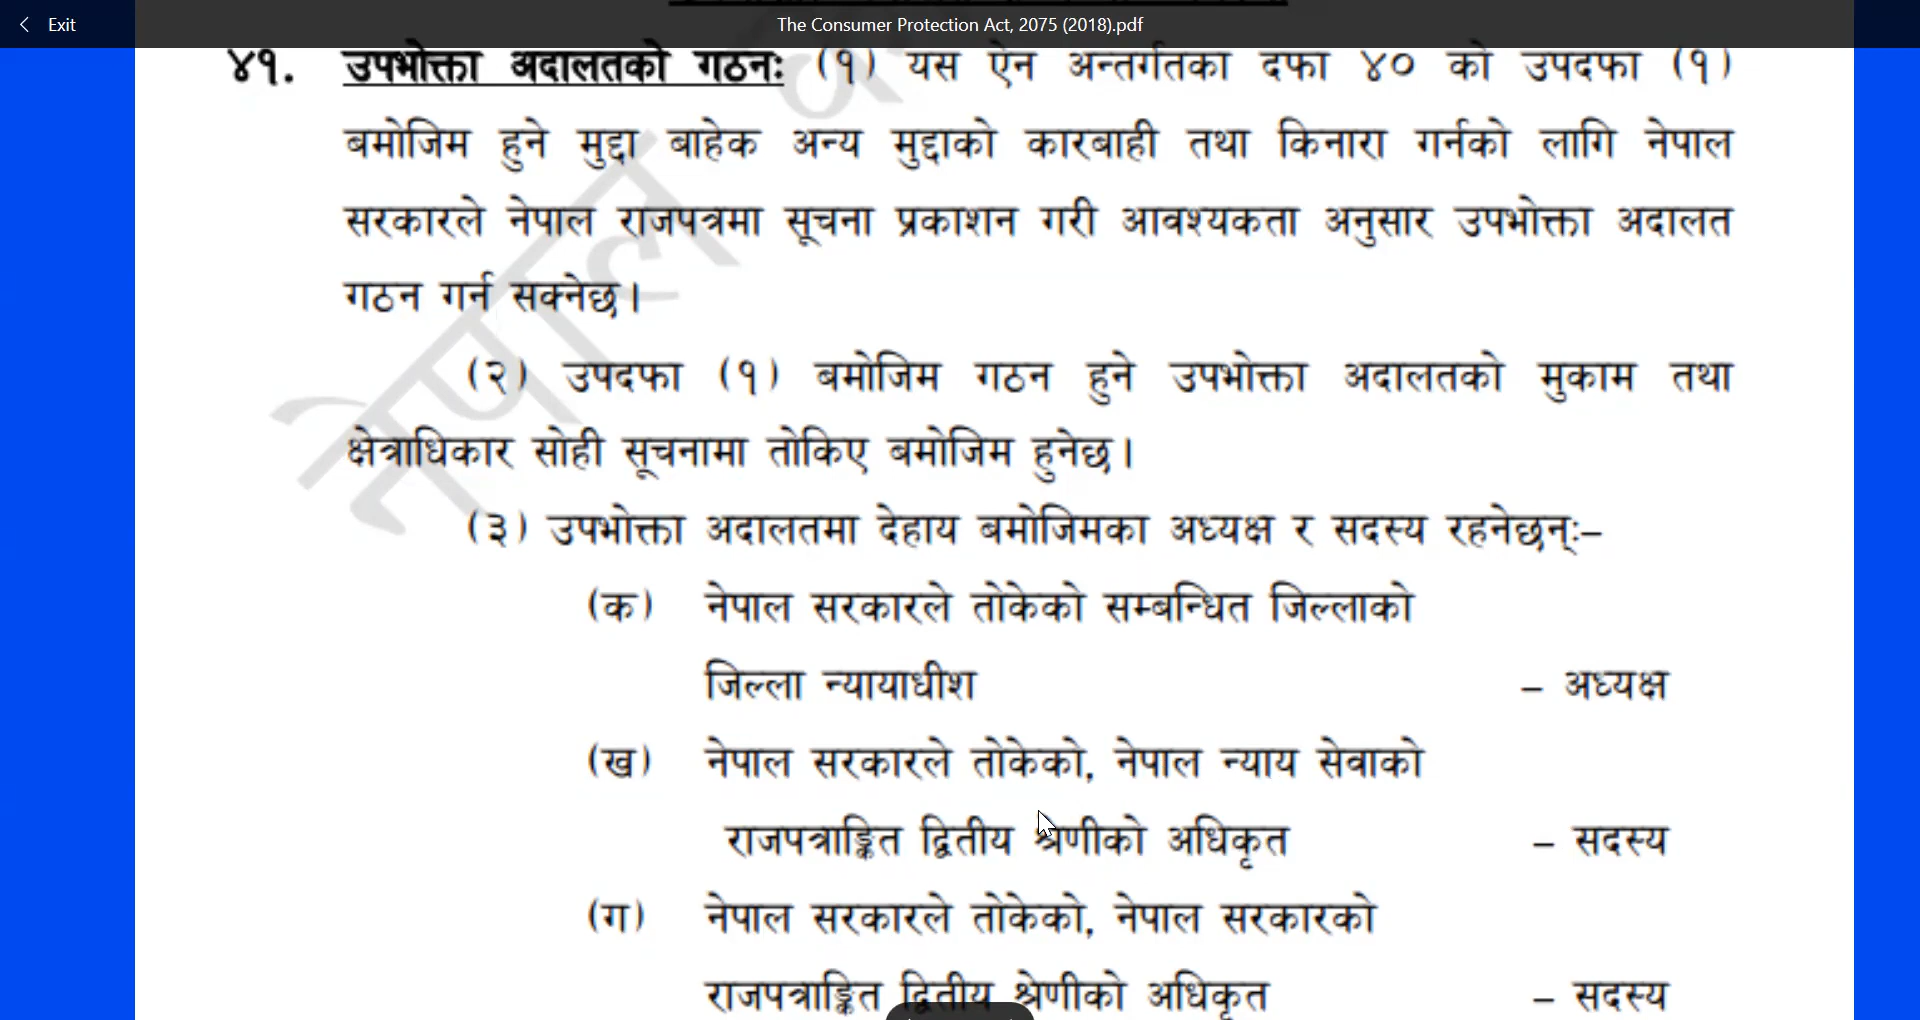 Exit
The Consumer Protection Act, 2075 (2018).pdf
४१. उपभोक्ता अदालतको गठनः (१) यस ऐन अन्तर्गतका दफा ४० को उपदफा (१)
बमोजिम हुने मुद्दा बाहेक अन्य मुद्दाको कारबाही तथा किनारा गर्नको लागि नेपाल
सरकारले नेपाल राजपत्रमा सूचना प्रकाशन गरी आवश्यकता अनुसार उपभोक्ता अदालत
गठन गर्न सक्नेछ।
(२) उपदफा (१) बमोजिम गठन हुने उपभोक्ता अदालतको मुकाम तथा
क्षेत्राधिकार सोही सूचनामा तोकिए बमोजिम हुनेछ।
(३) उपभोक्ता अदालतमा देहाय बमोजिमका अध्यक्ष र सदस्य रहनेछन्ः–
(क) नेपाल सरकारले तोकेको सम्बन्धित जिल्लाको
जिल्ला न्यायाधीश – अध्यक्ष
(ख) नेपाल सरकारले तोकेको, नेपाल न्याय सेवाको
राजपत्राङ्कित द्वितीय श्रेणीको अधिकृत – सदस्य
(ग) नेपाल सरकारले तोकेको, नेपाल सरकारको
राजपत्राङ्कित द्वितीय श्रेणीको अधिकृत – सदस्य
नेपाल